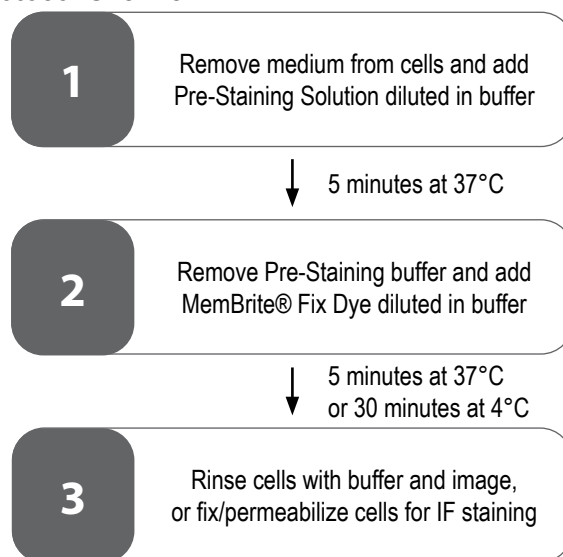 1
Remove medium from cells and add
Pre-Staining Solution diluted in buffer
5 minutes at 37°C
2
Remove Pre-Staining buffer and add
MemBrite® Fix Dye diluted in buffer
5 minutes at 37°C
or 30 minutes at 4°C
3
Rinse cells with buffer and image,
or fix/permeabilize cells for IF staining